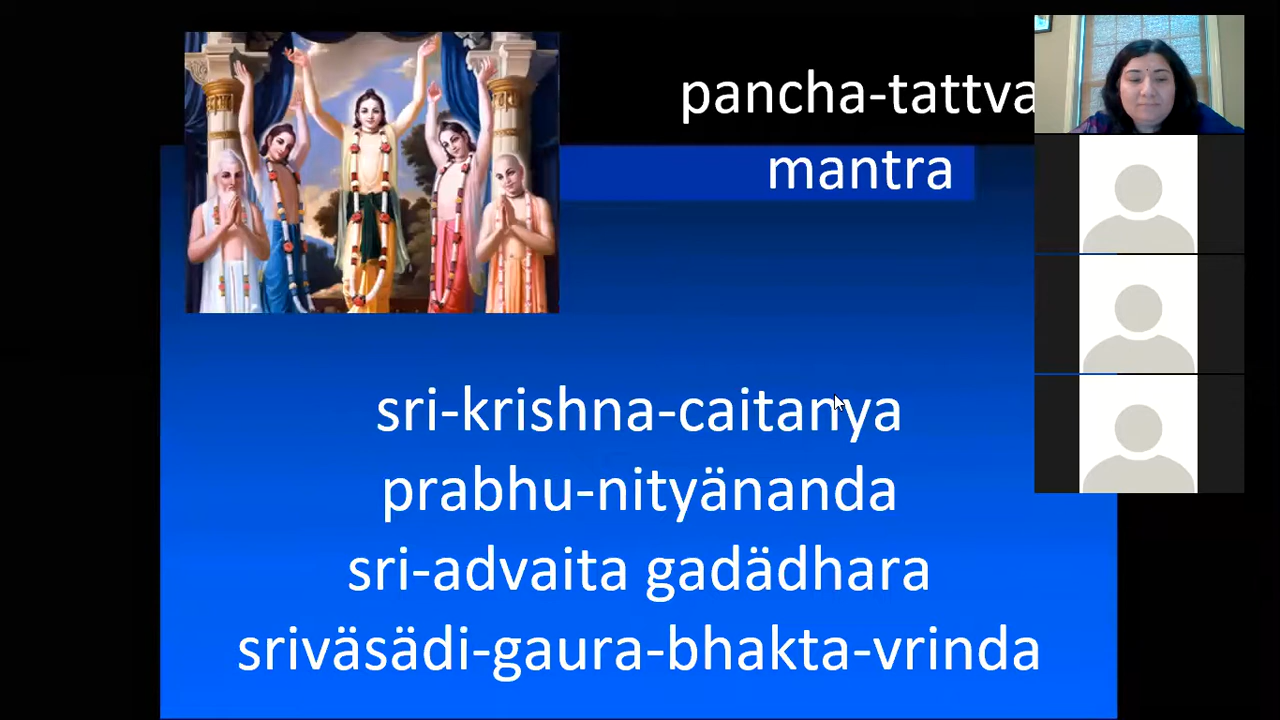 pancha-tattva
mantra
sri-krishna-caitanya
prabhu-nityänanda
sri-advaita gadädhara
sriväsädi-gaura-bhakta-vrinda